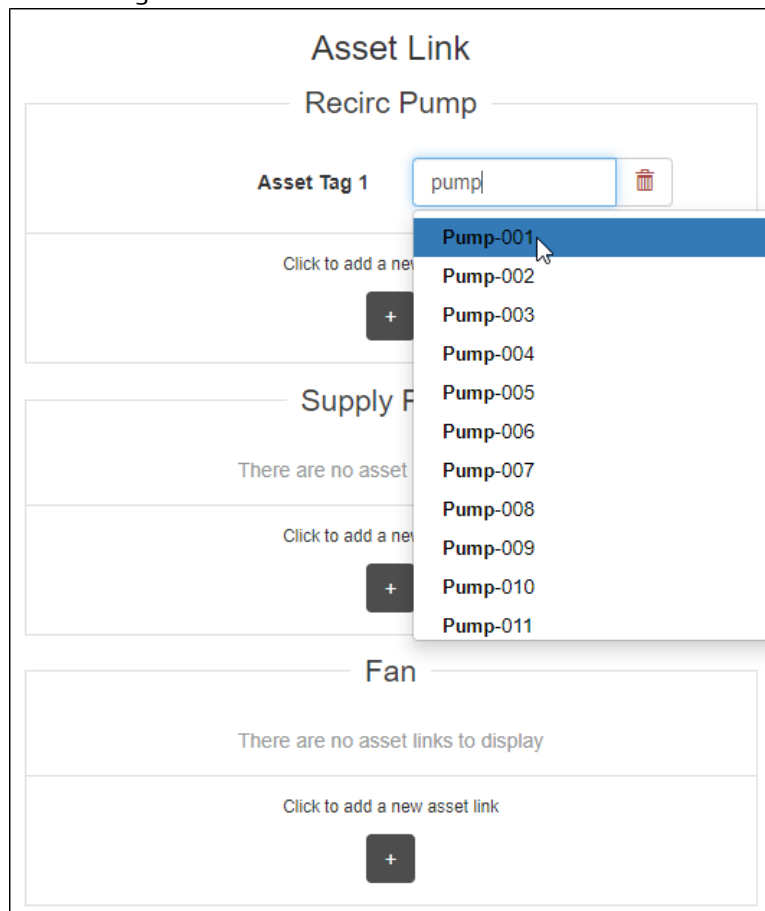 Asset Link
Recirc Pump
Asset Tag 1 pump
Pump-001
Click to add a ne
Pump-002
+
Pump-003
Pump-004
Supply
Pump-005
Pump-006
There are no asset
Pump-007
Pump-008
Click to add a ne
Pump-009
+
Pump-010
Pump-011
Fan
There are no asset links to display
Click to add a new asset link
+